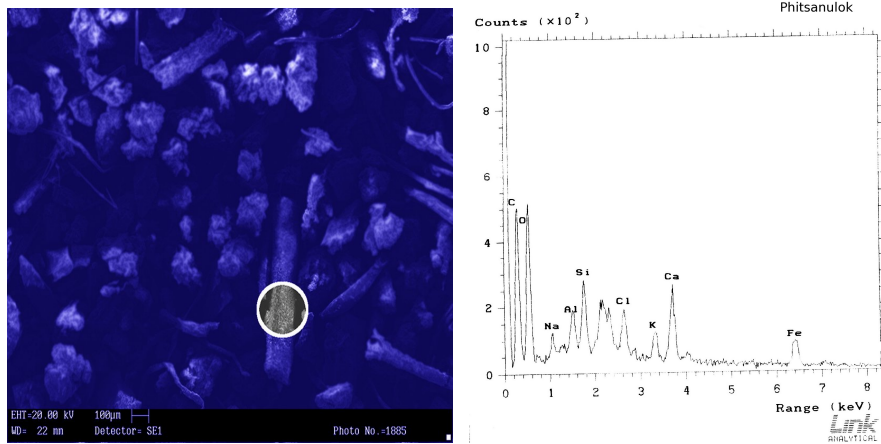 EHT=20.00 kV 100μm
WD= 22 mm Detector= SE1 Photo No.=1885
Phitsanulok
Counts (×10²)
10
8
6
4
2
0
C
O
Na
Al
Si
Cl
K
Ca
Fe
0 1 2 3 4 5 6 7 8
Range (keV)
Link
ANALYTICAL